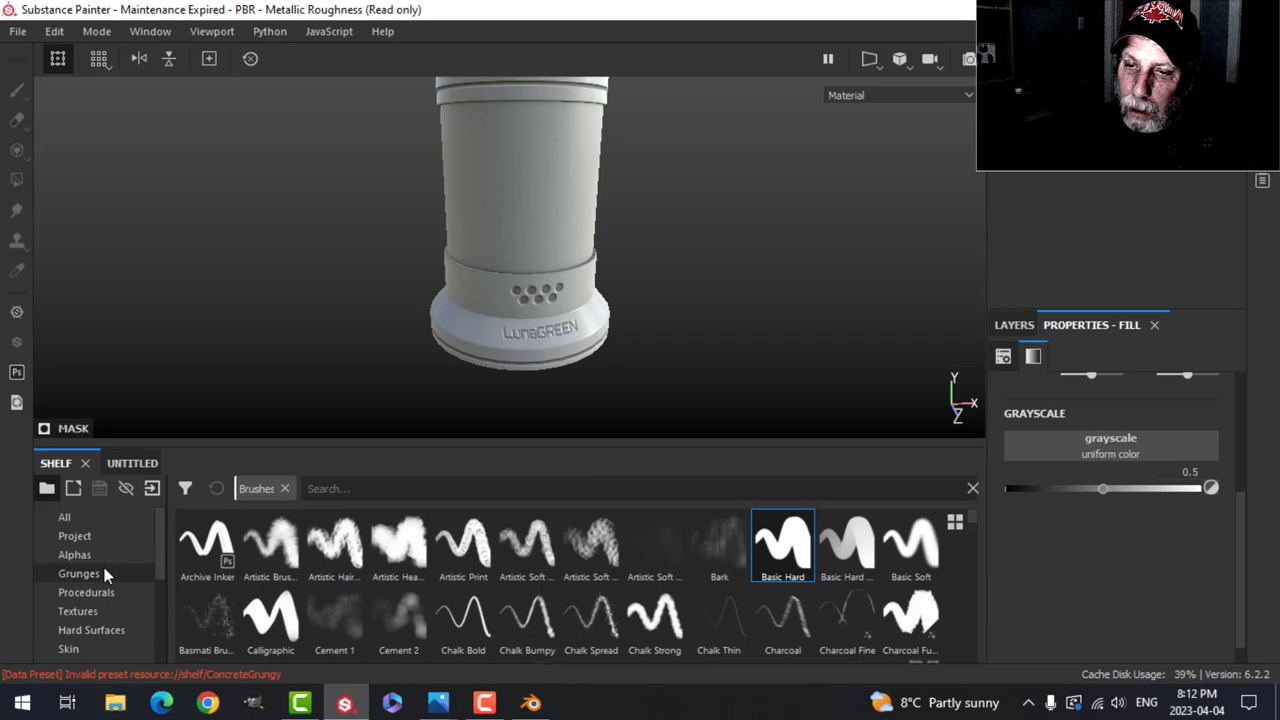 Substance Painter - Maintenance Expired - PBR - Metallic Roughness (Read only)
File Edit Mode Window Viewport Python JavaScript Help
Material
LunaGREEN
Y
X
Z
MASK
LAYERS PROPERTIES - FILL
GRAYSCALE
grayscale
uniform color
0.5
SHELF UNTITLED
Brushes Search...
All
Project
Alphas
Grunges
Procedurals
Textures
Hard Surfaces
Skin
Ps
Ps
Archive Inker Artistic Brus... Artistic Hair... Artistic Hea... Artistic Print Artistic Soft ... Artistic Soft ... Artistic Soft ... Bark Basic Hard Basic Hard ... Basic Soft
Basmati Bru... Calligraphic Cement 1 Cement 2 Chalk Bold Chalk Bumpy Chalk Spread Chalk Strong Chalk Thin Charcoal Charcoal Fine Charcoal Fu...
[Data Preset] Invalid preset resource://shelf/ConcreteGrungy
Cache Disk Usage: 39% | Version: 6.2.2
8°C Partly sunny
ENG
8:12 PM
2023-04-04